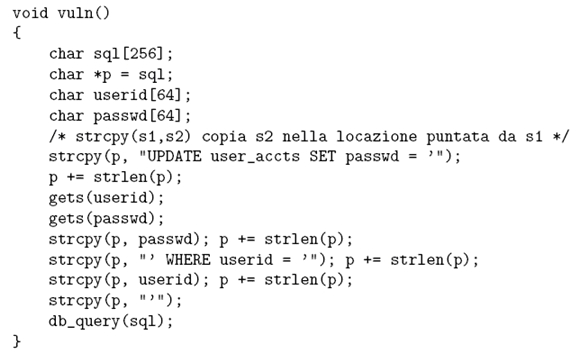 void vuln()
{
char sql[256];
char *p = sql;
char userid[64];
char passwd[64];
/* strcpy(s1,s2) copia s2 nella locazione puntata da s1 */
strcpy(p, "UPDATE user_accts SET passwd = ’");
p += strlen(p);
gets(userid);
gets(passwd);
strcpy(p, passwd); p += strlen(p);
strcpy(p, "’ WHERE userid = ’"); p += strlen(p);
strcpy(p, userid); p += strlen(p);
strcpy(p, "’");
db_query(sql);
}